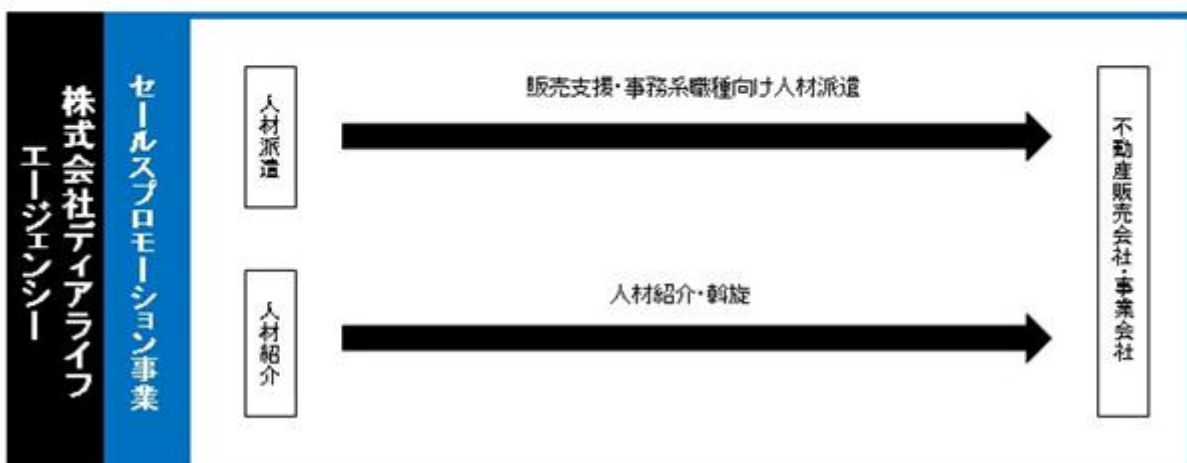 株式会社ディアライフ
エージェンシー
セールスプロモーション事業
人材派遣
販売支援・事務系職種向け人材派遣
人材紹介
人材紹介・斡旋
不動産販売会社・事業会社